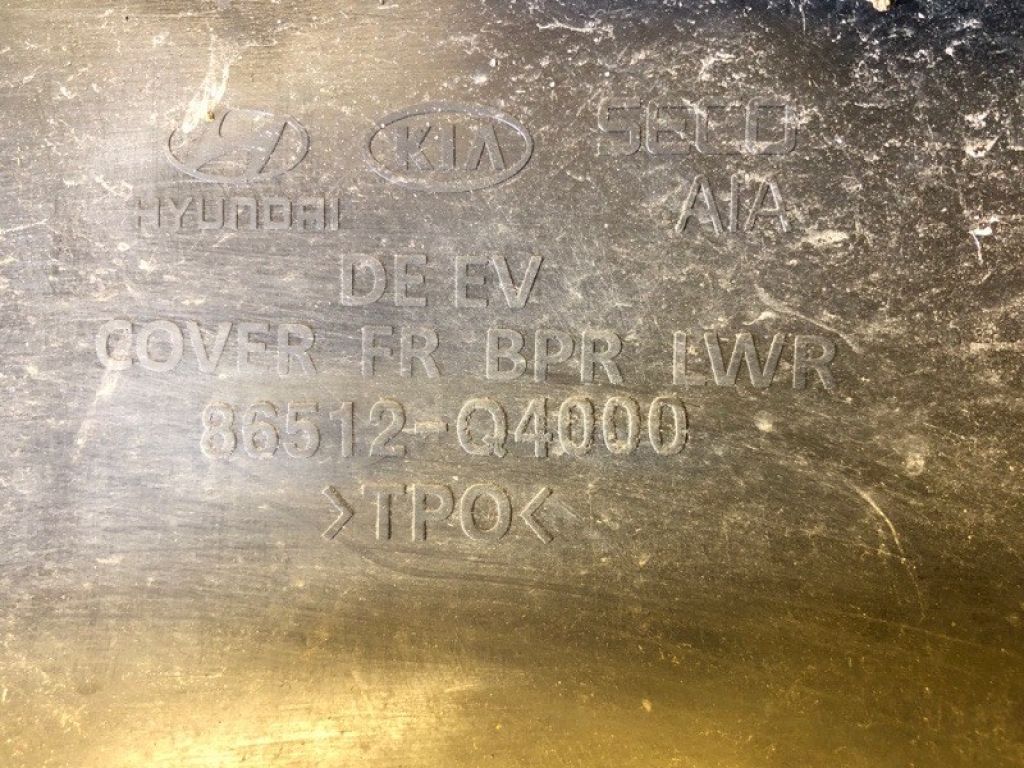 KIA SECO
HYUNDAI AIA
DE EV
COVER FR BPR LWR
86512-Q4000
>TPO<